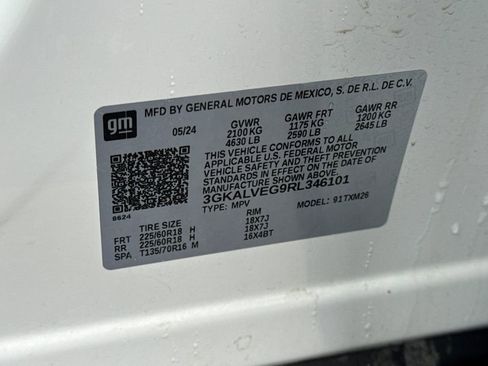 gm
MFD BY GENERAL MOTORS DE MEXICO, S. DE R.L. DE C.V.
05/24 GVWR GAWR FRT GAWR RR
2100 KG 1175 KG 1200 KG
4630 LB 2590 LB 2645 LB
THIS VEHICLE CONFORMS TO ALL
APPLICABLE U.S. FEDERAL MOTOR
VEHICLE SAFETY AND THEFT
PREVENTION STANDARDS IN EFFECT ON
THE DATE OF MANUFACTURE SHOWN ABOVE.
3GKALVEG9RL346101
8624
TYPE: MPV MODEL: 91TXM26
TIRE SIZE RIM
FRT 225/60R18 H 18X7J
RR 225/60R18 H 18X7J
SPA T135/70R16 M 16X4BT